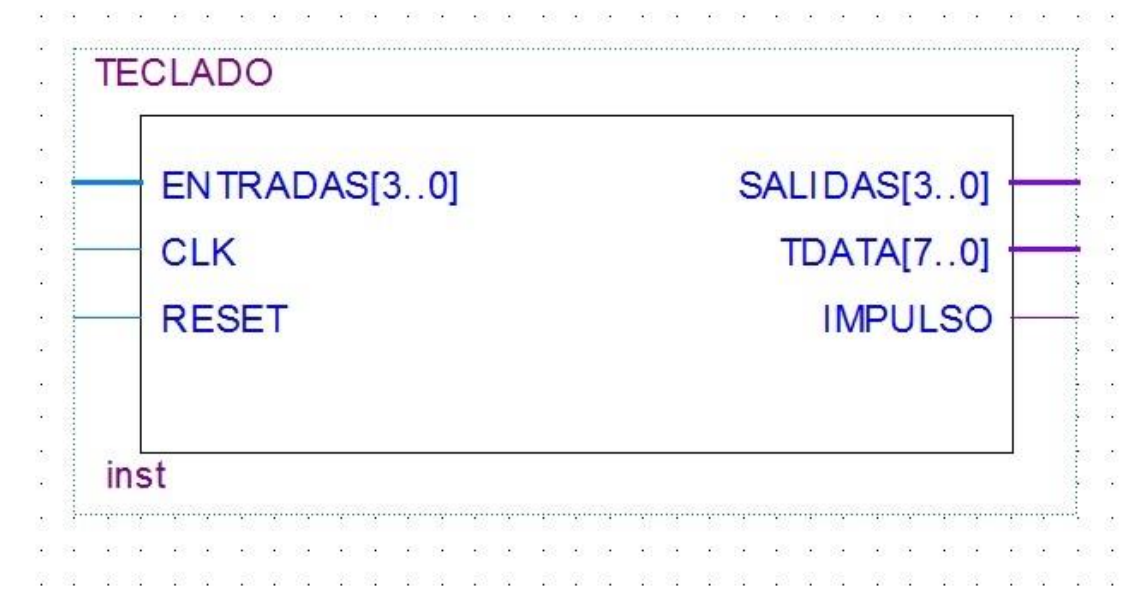 TECLADO
ENTRADAS[3..0] SALIDAS[3..0]
CLK TDATA[7..0]
RESET IMPULSO
inst